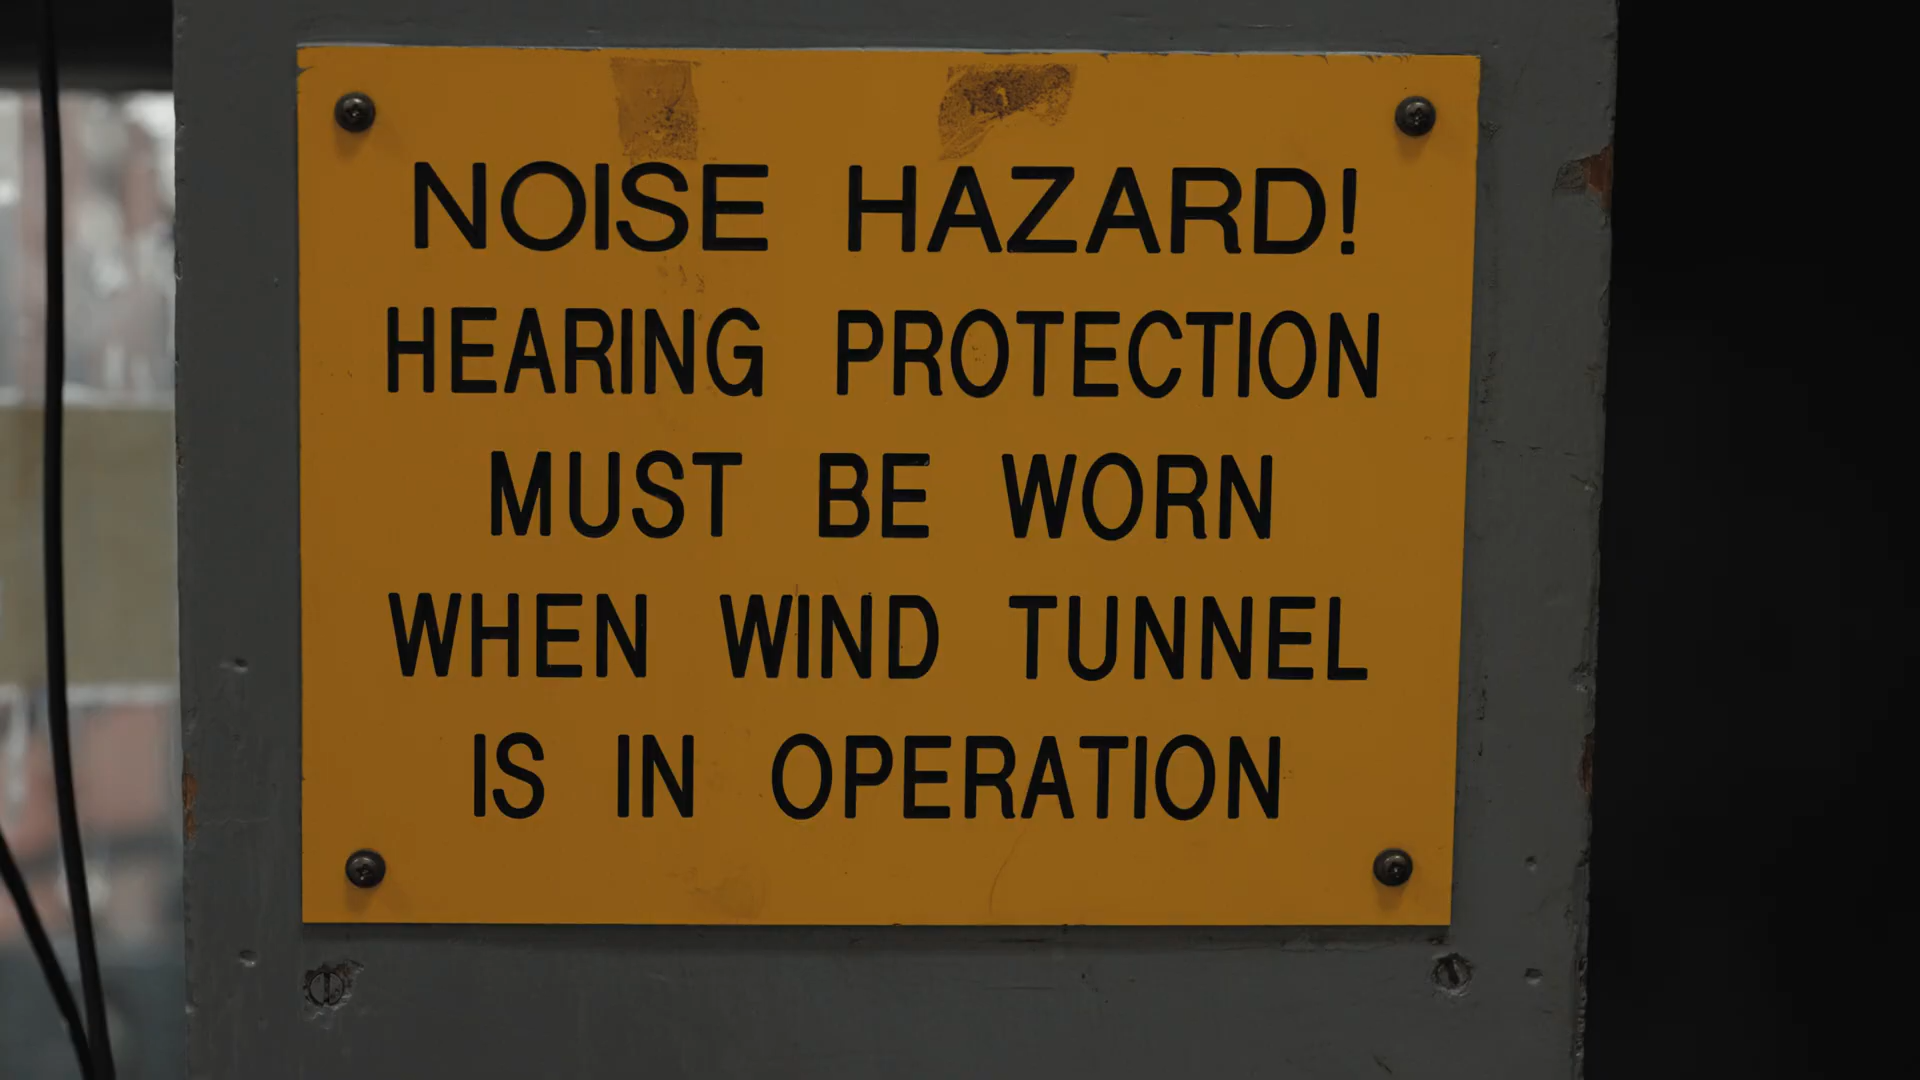 NOISE HAZARD!
HEARING PROTECTION
MUST BE WORN
WHEN WIND TUNNEL
IS IN OPERATION